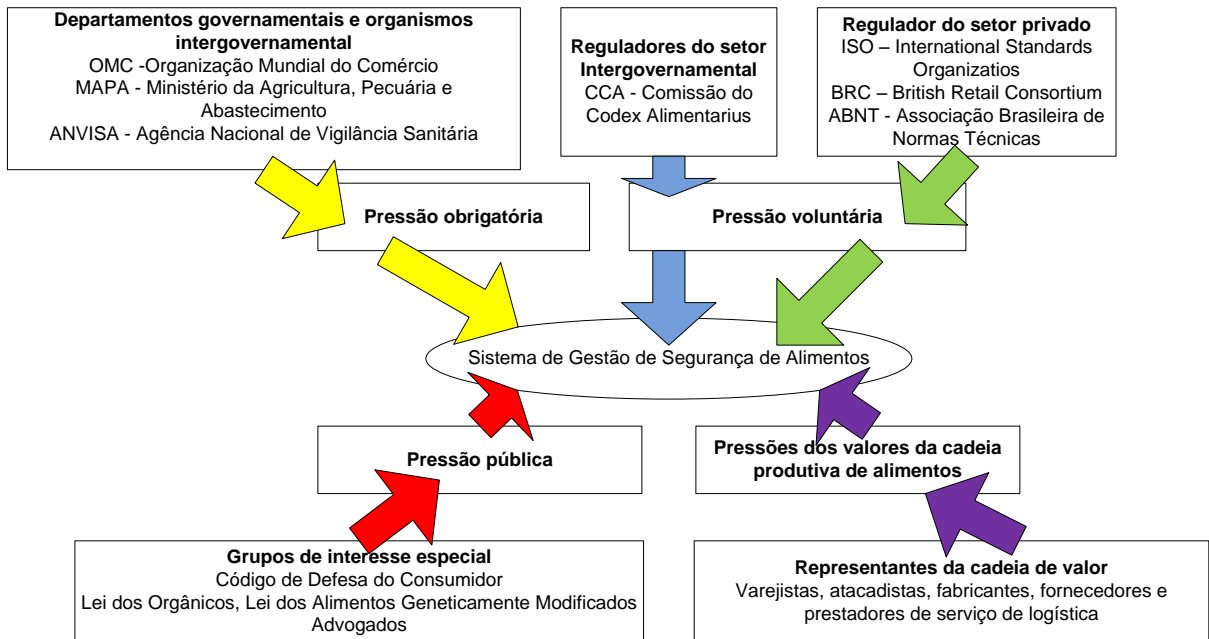 Departamentos governamentais e organismos
intergovernamental
OMC -Organização Mundial do Comércio
MAPA - Ministério da Agricultura, Pecuária e
Abastecimento
ANVISA - Agência Nacional de Vigilância Sanitária
Reguladores do setor
Intergovernamental
CCA - Comissão do
Codex Alimentarius
Regulador do setor privado
ISO – International Standards
Organizatios
BRC – British Retail Consortium
ABNT - Associação Brasileira de
Normas Técnicas
Pressão obrigatória
Pressão voluntária
Sistema de Gestão de Segurança de Alimentos
Pressão pública
Pressões dos valores da cadeia
produtiva de alimentos
Grupos de interesse especial
Código de Defesa do Consumidor
Lei dos Orgânicos, Lei dos Alimentos Geneticamente Modificados
Advogados
Representantes da cadeia de valor
Varejistas, atacadistas, fabricantes, fornecedores e
prestadores de serviço de logística